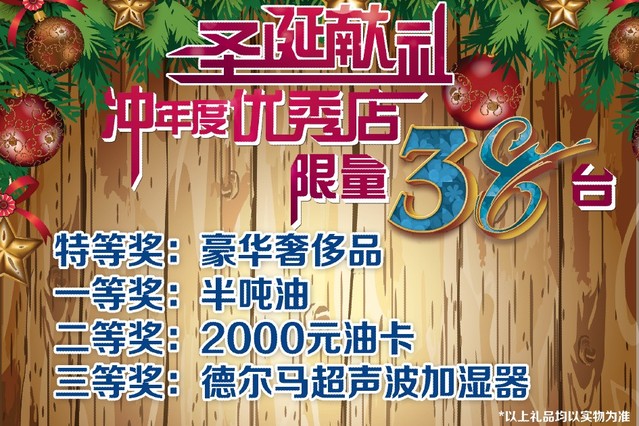 圣诞献礼
冲年度优秀店
限量38台
特等奖：豪华奢侈品
一等奖：半吨油
二等奖：2000元油卡
三等奖：德尔马超声波加湿器
*以上礼品均以实物为准